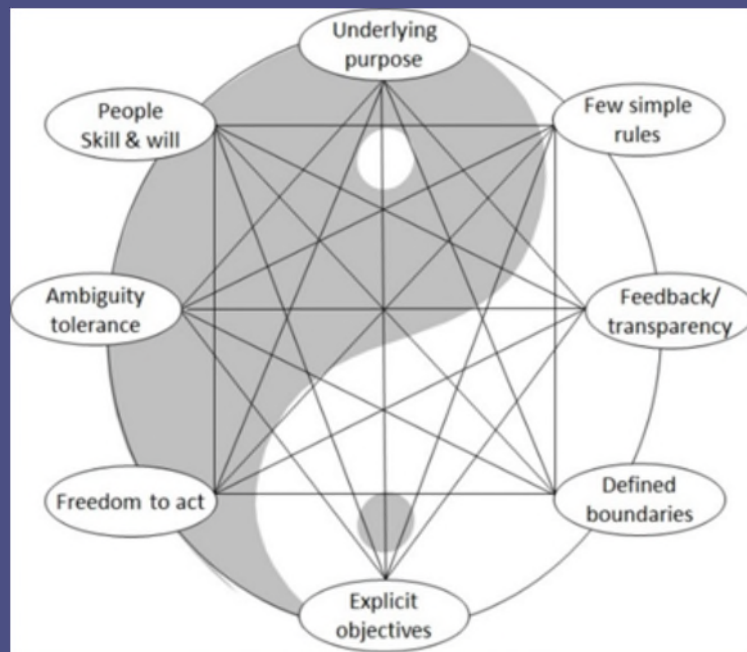 Underlying
purpose
People
Skill & will
Few simple
rules
Ambiguity
tolerance
Feedback/
transparency
Freedom to act
Defined
boundaries
Explicit
objectives